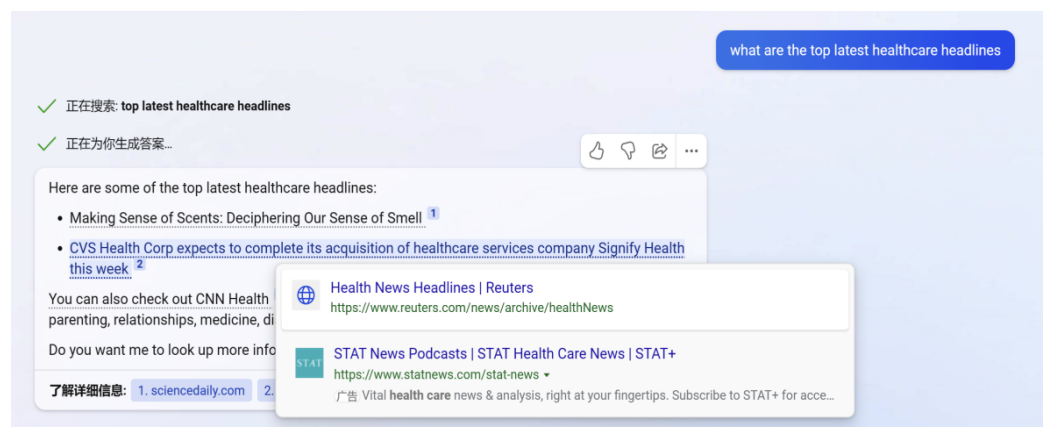 what are the top latest healthcare headlines
正在搜索: top latest healthcare headlines
正在为你生成答案...
Here are some of the top latest healthcare headlines:
• Making Sense of Scents: Deciphering Our Sense of Smell 1
• CVS Health Corp expects to complete its acquisition of healthcare services company Signify Health
this week 2
You can also check out CNN Health
parenting, relationships, medicine, di
Do you want me to look up more info
了解详细信息: 1. sciencedaily.com 2.
Health News Headlines | Reuters
https://www.reuters.com/news/archive/healthNews
STAT
STAT News Podcasts | STAT Health Care News | STAT+
https://www.statnews.com/stat-news
广告 Vital health care news & analysis, right at your fingertips. Subscribe to STAT+ for acce...